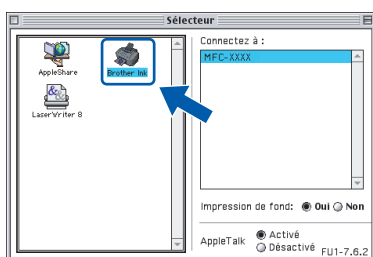 Sélecteur
AppleShare
Brother Ink
LaserWriter 8
Connectez à :
MFC-XXXX
Impression de fond: Oui Non
AppleTalk
Activé
Désactivé
FU1-7.6.2